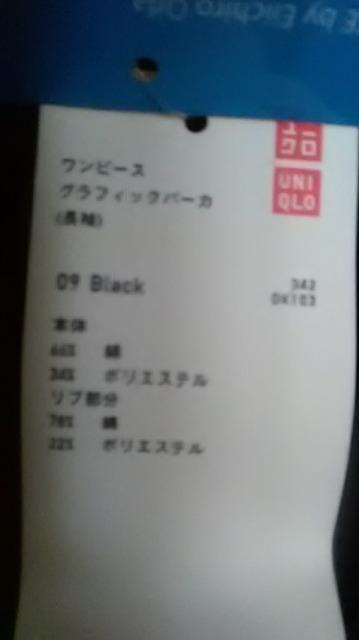 by Eiichiro Oda
ワンピース
グラフィックパーカ
(長袖)
ユニクロ
UNI
QLO
09 Black
342
DK103
本体
66% 綿
34% ポリエステル
リブ部分
78% 綿
22% ポリエステル